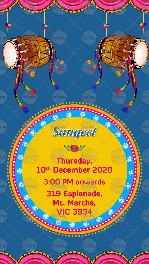 Sangeet
Thursday,
10th December 2020
3:00 PM onwards
319 Esplanade,
Mt. Martha,
VIC 3934